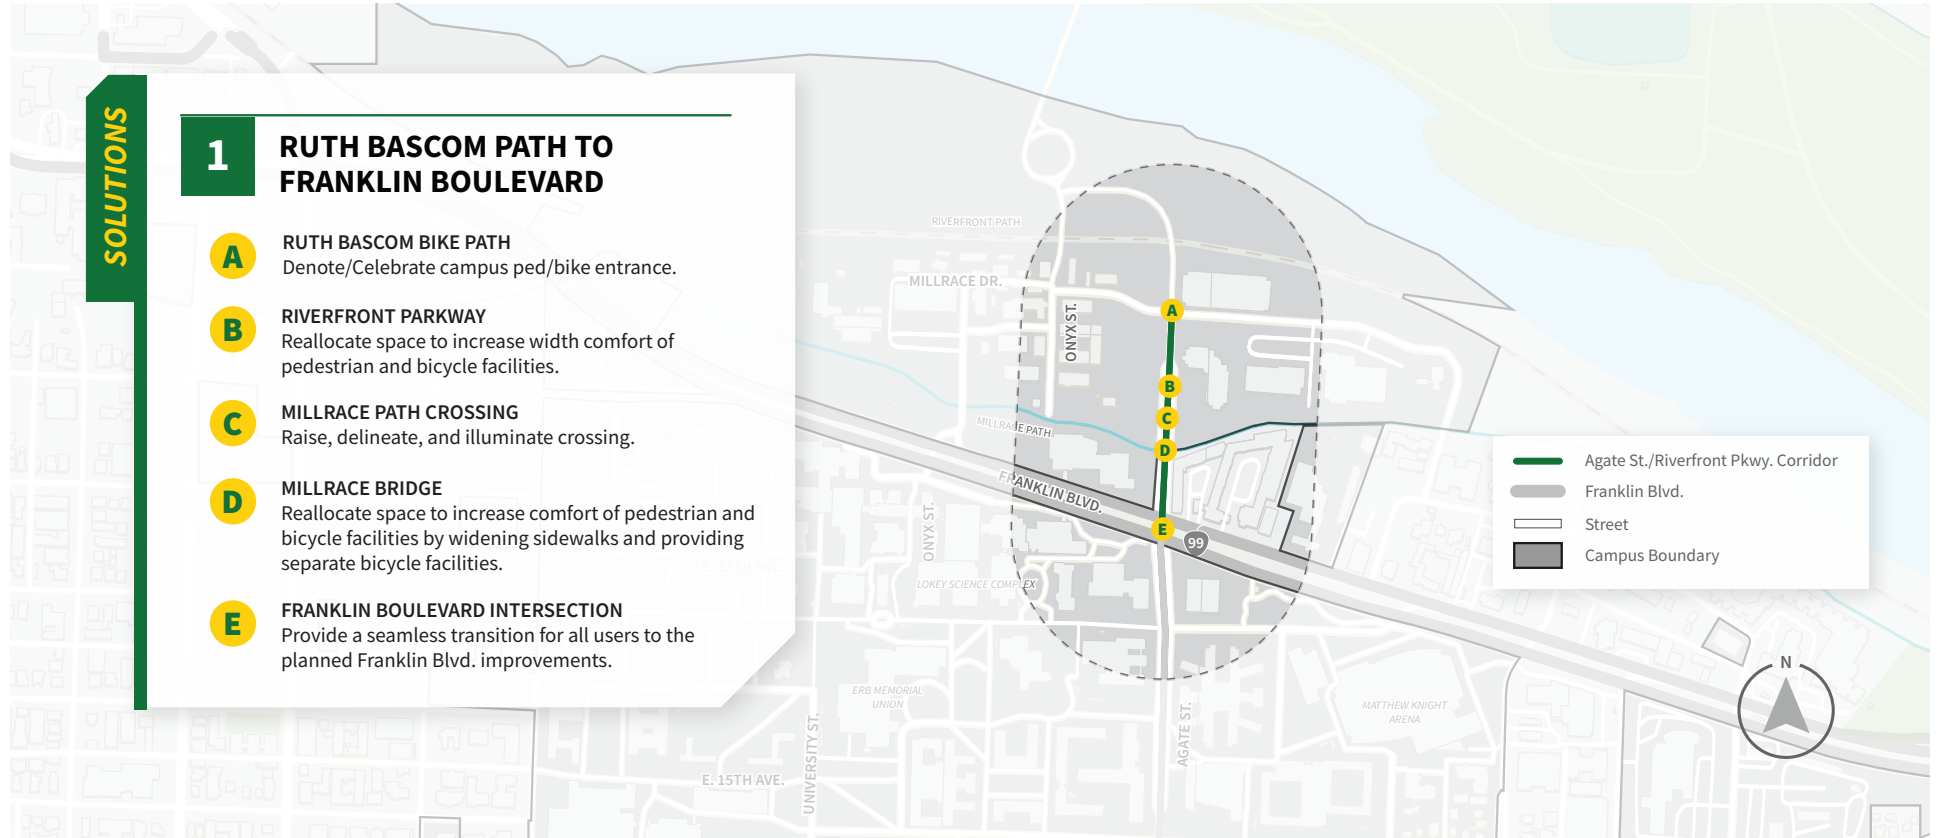 SOLUTIONS
1
RUTH BASCOM PATH TO
FRANKLIN BOULEVARD
A
RUTH BASCOM BIKE PATH
Denote/Celebrate campus ped/bike entrance.
B
RIVERFRONT PARKWAY
Reallocate space to increase width comfort of
pedestrian and bicycle facilities.
C
MILLRACE PATH CROSSING
Raise, delineate, and illuminate crossing.
D
MILLRACE BRIDGE
Reallocate space to increase comfort of pedestrian and
bicycle facilities by widening sidewalks and providing
separate bicycle facilities.
E
FRANKLIN BOULEVARD INTERSECTION
Provide a seamless transition for all users to the
planned Franklin Blvd. improvements.
RIVERFRONT PATH
MILLRACE DR.
ONYX ST.
A
B
C
D
E
MILLRACE PATH
FRANKLIN BLVD.
99
ONYX ST.
E. 13TH AVE.
LOKEY SCIENCE COMPLEX
ERB MEMORIAL
UNION
UNIVERSITY ST.
E. 15TH AVE.
AGATE ST.
MATTHEW KNIGHT
ARENA
Agate St./Riverfront Pkwy. Corridor
Franklin Blvd.
Street
Campus Boundary
N